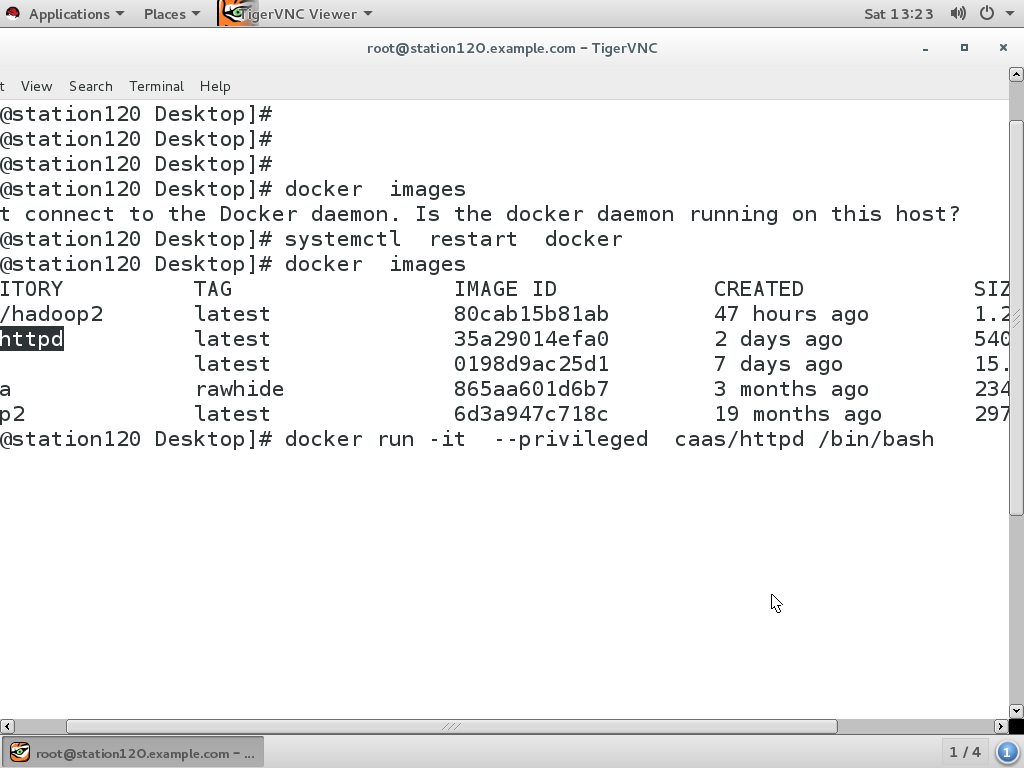 Applications Places TigerVNC Viewer Sat 13:23
root@station120.example.com - TigerVNC
t View Search Terminal Help
@station120 Desktop]#
@station120 Desktop]#
@station120 Desktop]#
@station120 Desktop]# docker  images
t connect to the Docker daemon. Is the docker daemon running on this host?
@station120 Desktop]# systemctl  restart  docker
@station120 Desktop]# docker  images
ITORY TAG IMAGE ID CREATED SIZ
/hadoop2 latest 80cab15b81ab 47 hours ago 1.2
httpd latest 35a29014efa0 2 days ago 540
latest 0198d9ac25d1 7 days ago 15.
a rawhide 865aa601d6b7 3 months ago 234
p2 latest 6d3a947c718c 19 months ago 297
@station120 Desktop]# docker run -it  --privileged  caas/httpd /bin/bash
root@station120.example.com - ... 1 / 4 1